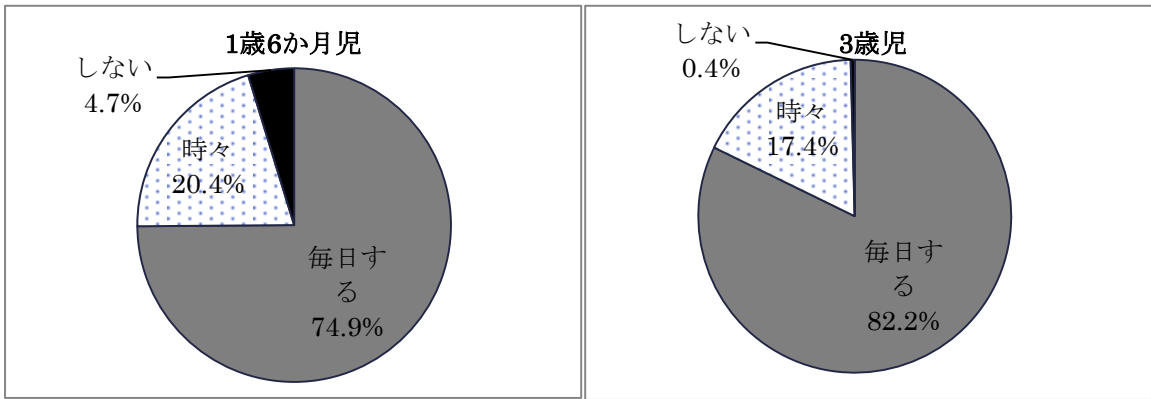 1歳6か月児
しない
4.7%
時々
20.4%
毎日す
る
74.9%
3歳児
しない
0.4%
時々
17.4%
毎日す
る
82.2%